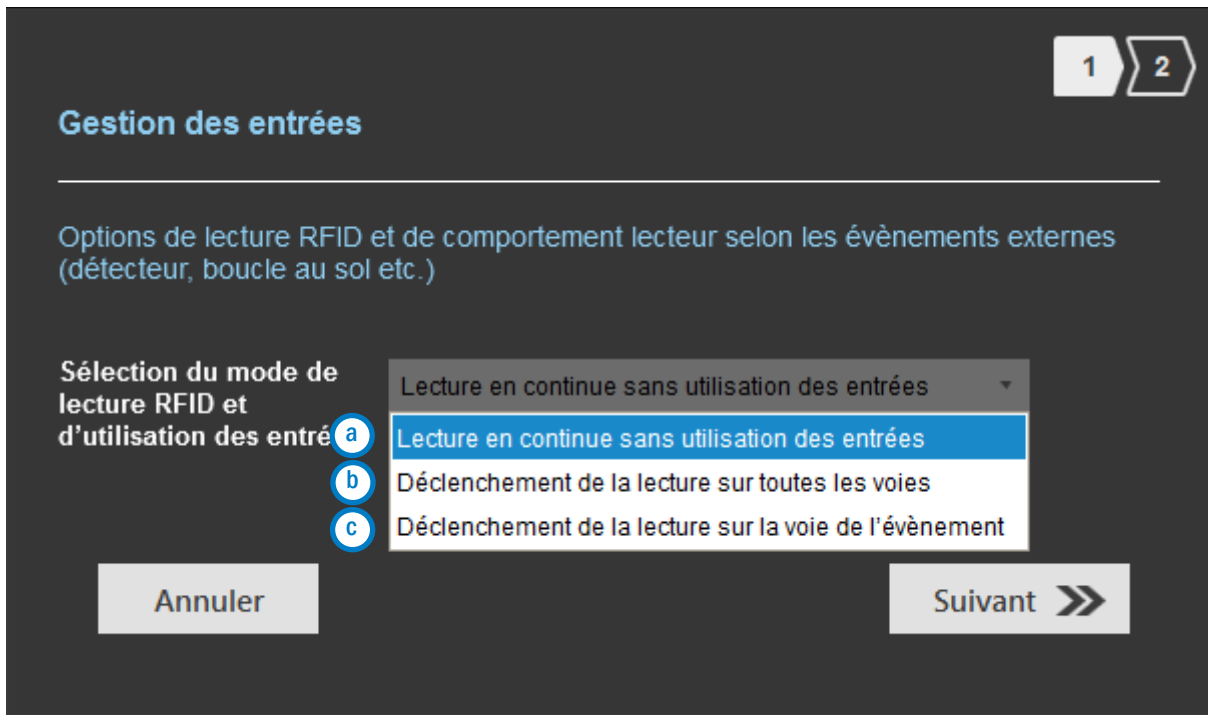 1 2
Gestion des entrées
Options de lecture RFID et de comportement lecteur selon les évènements externes
(détecteur, boucle au sol etc.)
Sélection du mode de
lecture RFID et
d'utilisation des entré
Lecture en continue sans utilisation des entrées
a Lecture en continue sans utilisation des entrées
b Déclenchement de la lecture sur toutes les voies
c Déclenchement de la lecture sur la voie de l'évènement
Annuler
Suivant